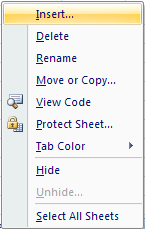 Insert...
Delete
Rename
Move or Copy...
View Code
Protect Sheet...
Tab Color
Hide
Unhide...
Select All Sheets